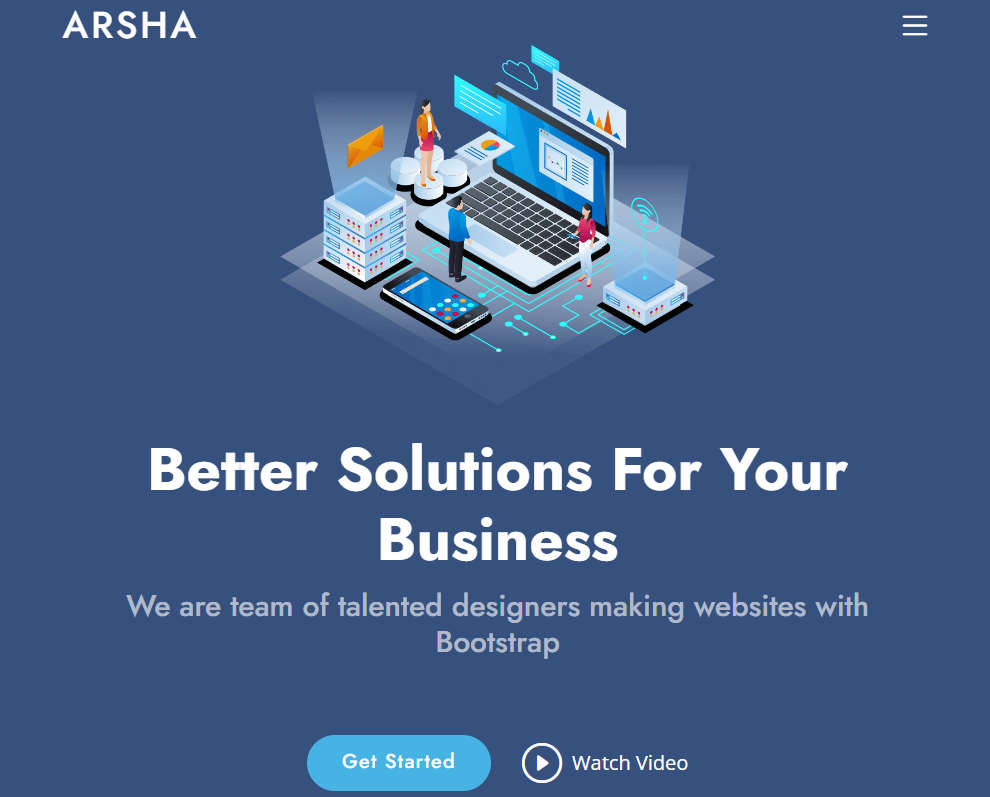 ARSHA
Better Solutions For Your
Business
We are team of talented designers making websites with
Bootstrap
Get Started
Watch Video